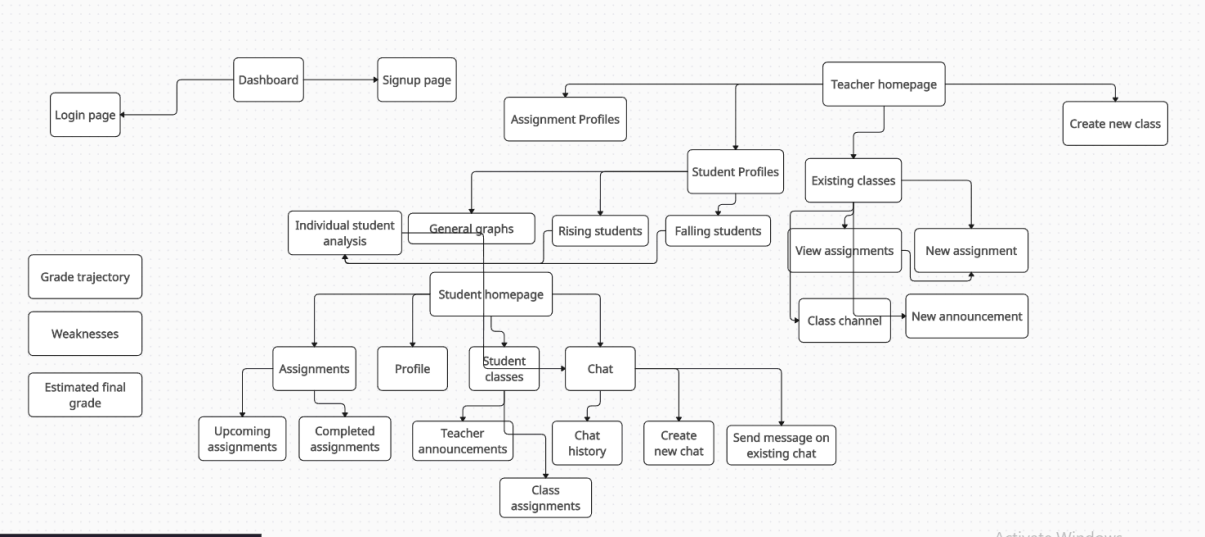 Dashboard
Signup page
Login page
Teacher homepage
Assignment Profiles
Create new class
Student Profiles
Existing classes
Individual student
analysis
General graphs
Rising students
Falling students
View assignments
New assignment
Grade trajectory
Student homepage
Class channel
New announcement
Weaknesses
Assignments
Profile
Student
classes
Chat
Estimated final
grade
Upcoming
assignments
Completed
assignments
Teacher
announcements
Chat
history
Create
new chat
Send message on
existing chat
Class
assignments
Activate Windows